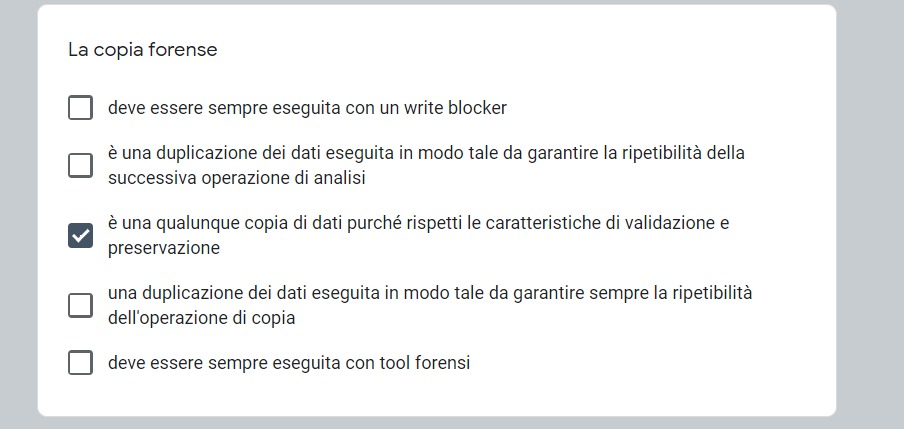 La copia forense
deve essere sempre eseguita con un write blocker
è una duplicazione dei dati eseguita in modo tale da garantire la ripetibilità della
successiva operazione di analisi
è una qualunque copia di dati purché rispetti le caratteristiche di validazione e
preservazione
una duplicazione dei dati eseguita in modo tale da garantire sempre la ripetibilità
dell'operazione di copia
deve essere sempre eseguita con tool forensi